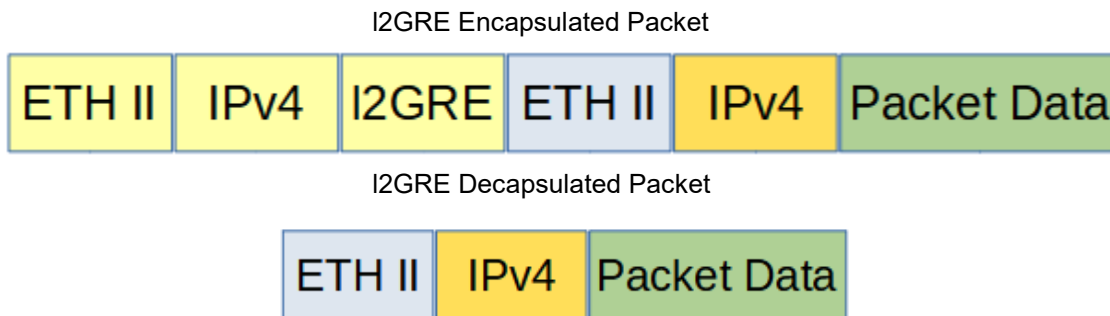 l2GRE Encapsulated Packet
ETH II IPv4 l2GRE ETH II IPv4 Packet Data
l2GRE Decapsulated Packet
ETH II IPv4 Packet Data